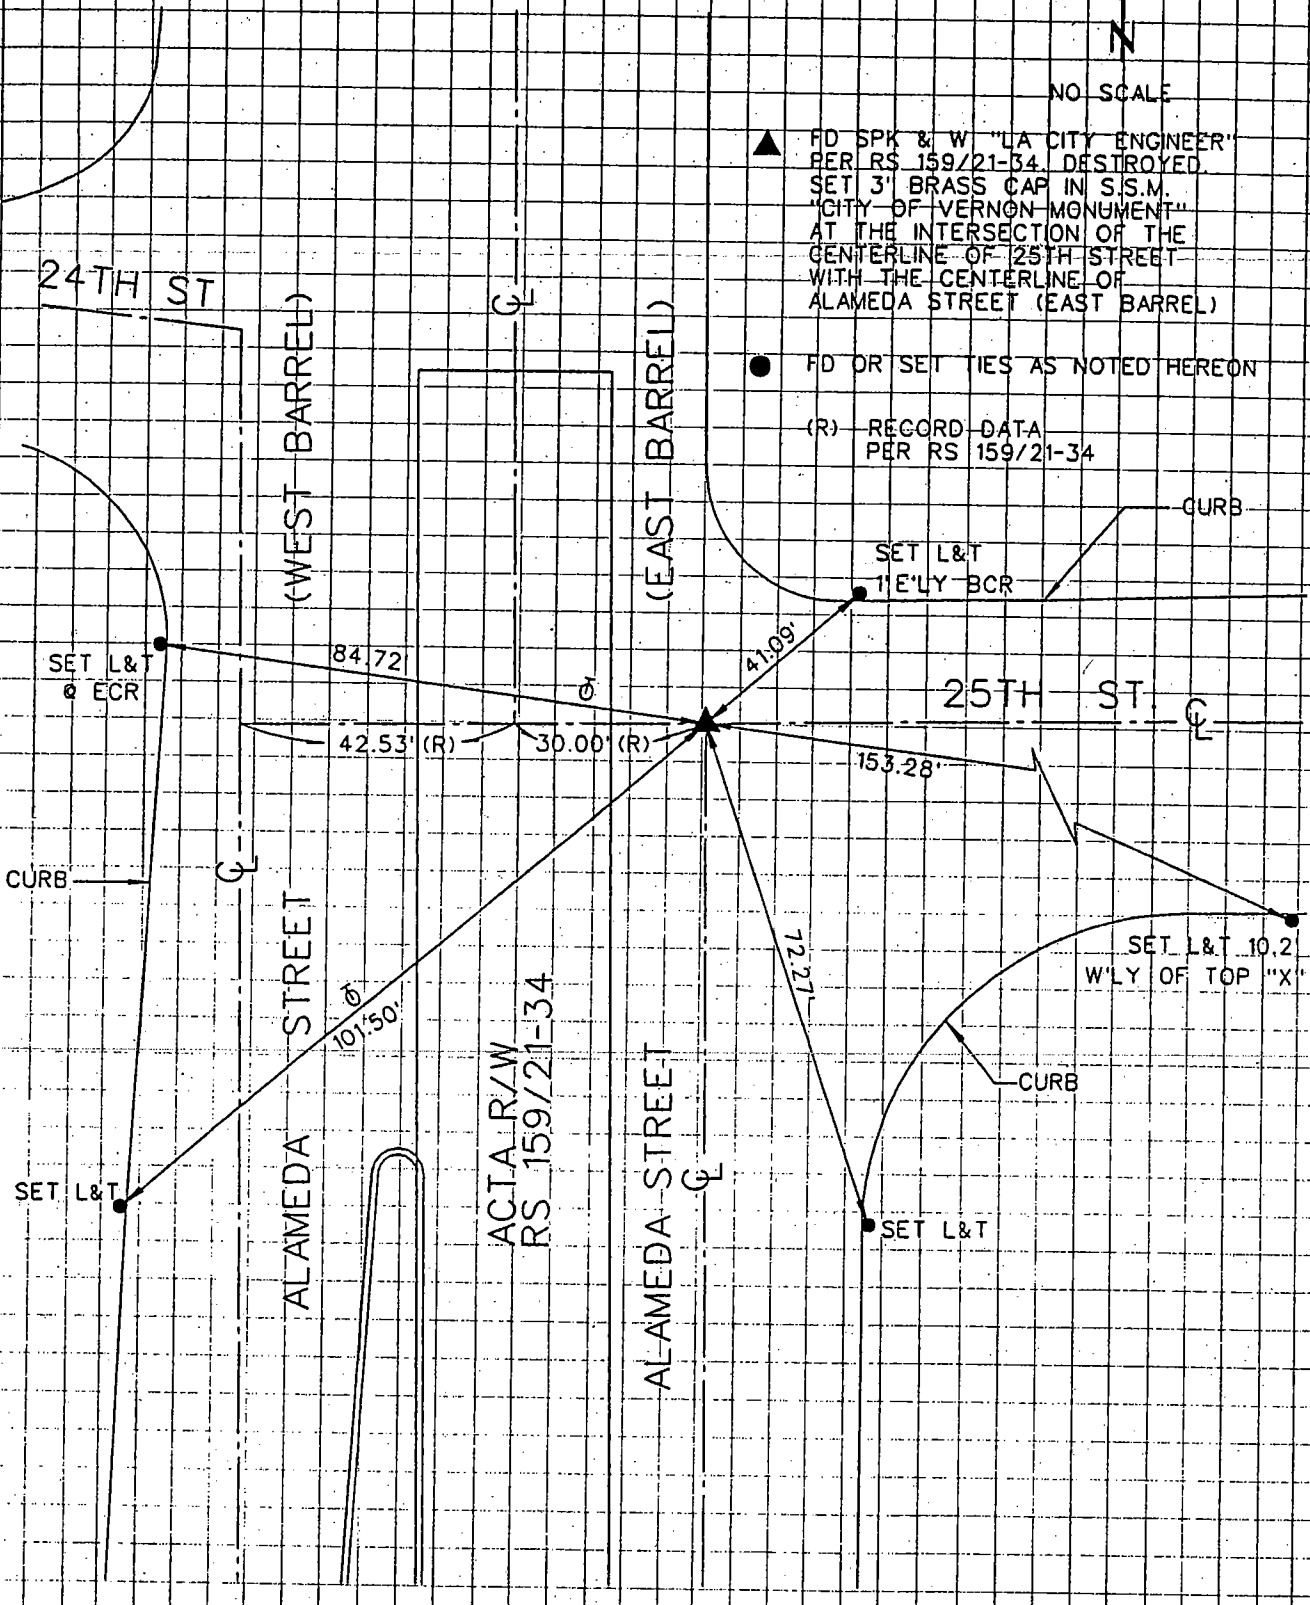 N
NO SCALE
FD SPK & W "LA CITY ENGINEER"
PER RS 159/21-34. DESTROYED.
SET 3" BRASS CAP IN S.S.M.
"CITY OF VERNON MONUMENT"
AT THE INTERSECTION OF THE
CENTERLINE OF 25TH STREET
WITH THE CENTERLINE OF
ALAMEDA STREET (EAST BARREL)
FD OR SET TIES AS NOTED HEREON
(R) RECORD DATA
PER RS 159/21-34
24TH ST
(WEST BARREL)
℄
(EAST BARREL)
CURB
SET L&T
1' E'LY BCR
41.09'
SET L&T
@ ECR
84.72'
25TH ST. ℄
42.53' (R)
30.00' (R)
153.28'
CURB
℄
SET L&T 10.2
W'LY OF TOP "X"
72.27'
101.50'
CURB
ALAMEDA STREET
ACTA R/W
RS 159/21-34
ALAMEDA STREET
℄
SET L&T
SET L&T